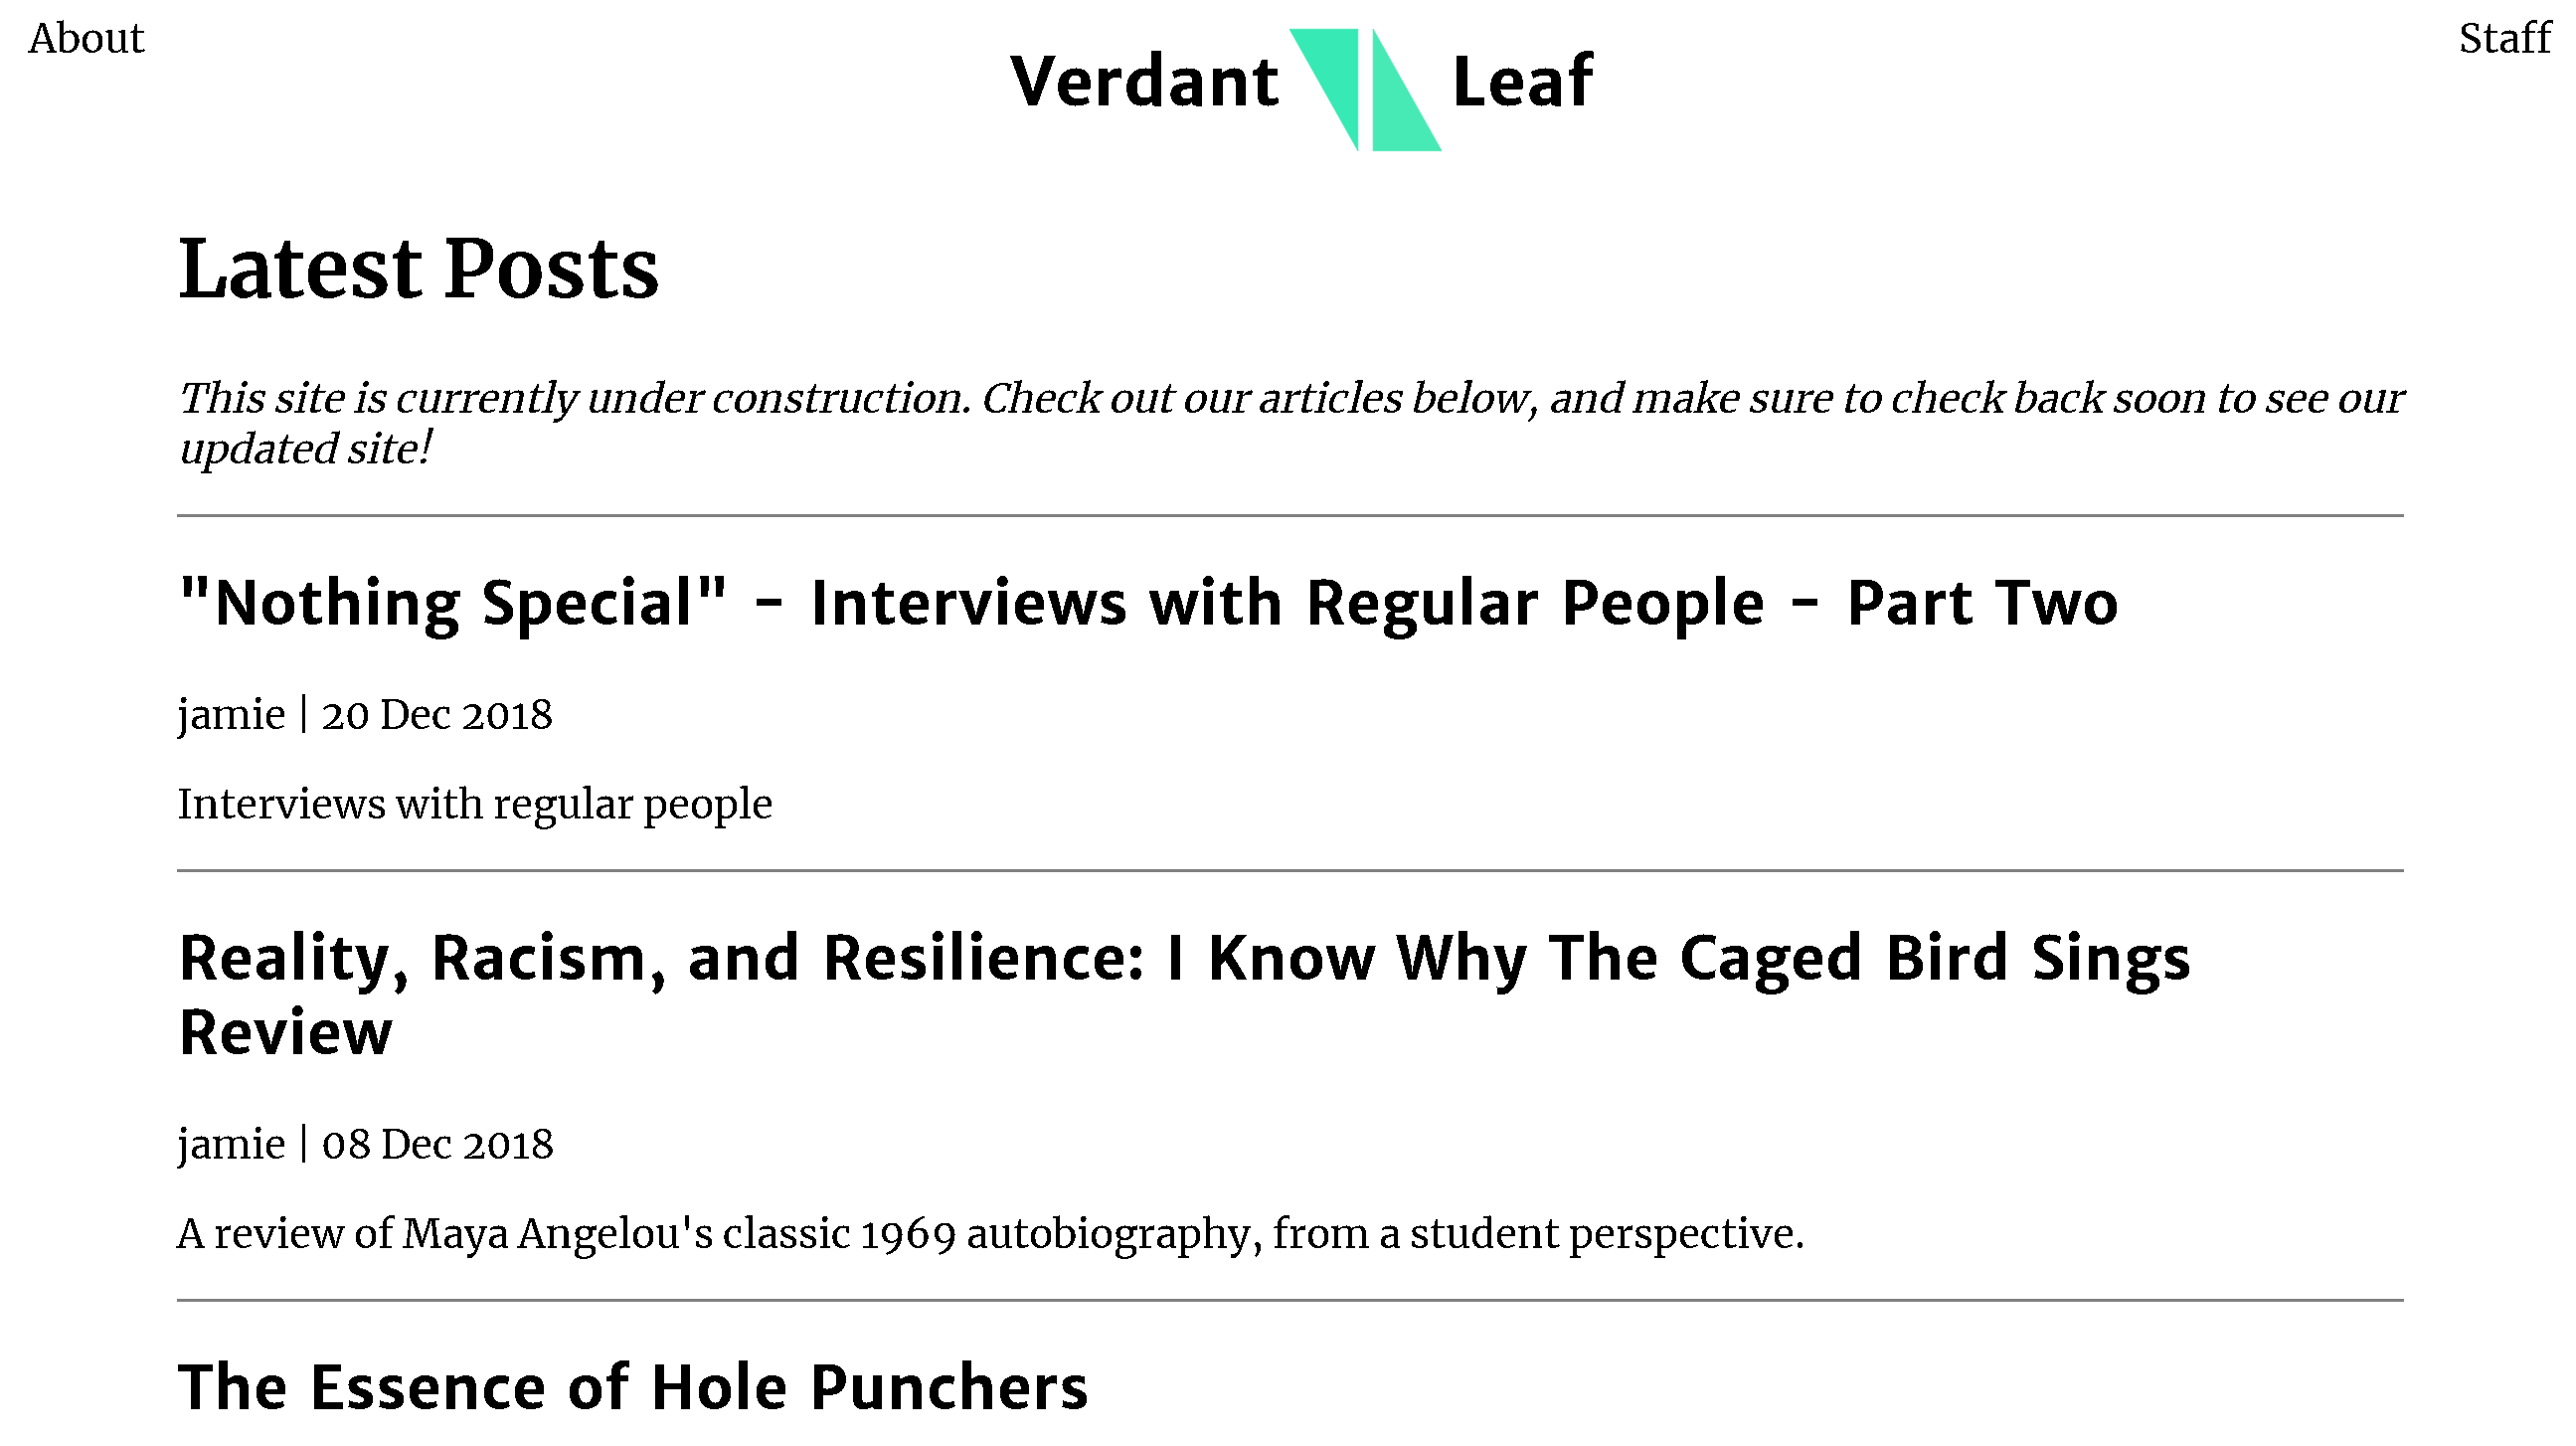 About
Verdant Leaf
Staff
Latest Posts
This site is currently under construction. Check out our articles below, and make sure to check back soon to see our
updated site!
"Nothing Special" - Interviews with Regular People - Part Two
jamie | 20 Dec 2018
Interviews with regular people
Reality, Racism, and Resilience: I Know Why The Caged Bird Sings
Review
jamie | 08 Dec 2018
A review of Maya Angelou's classic 1969 autobiography, from a student perspective.
The Essence of Hole Punchers